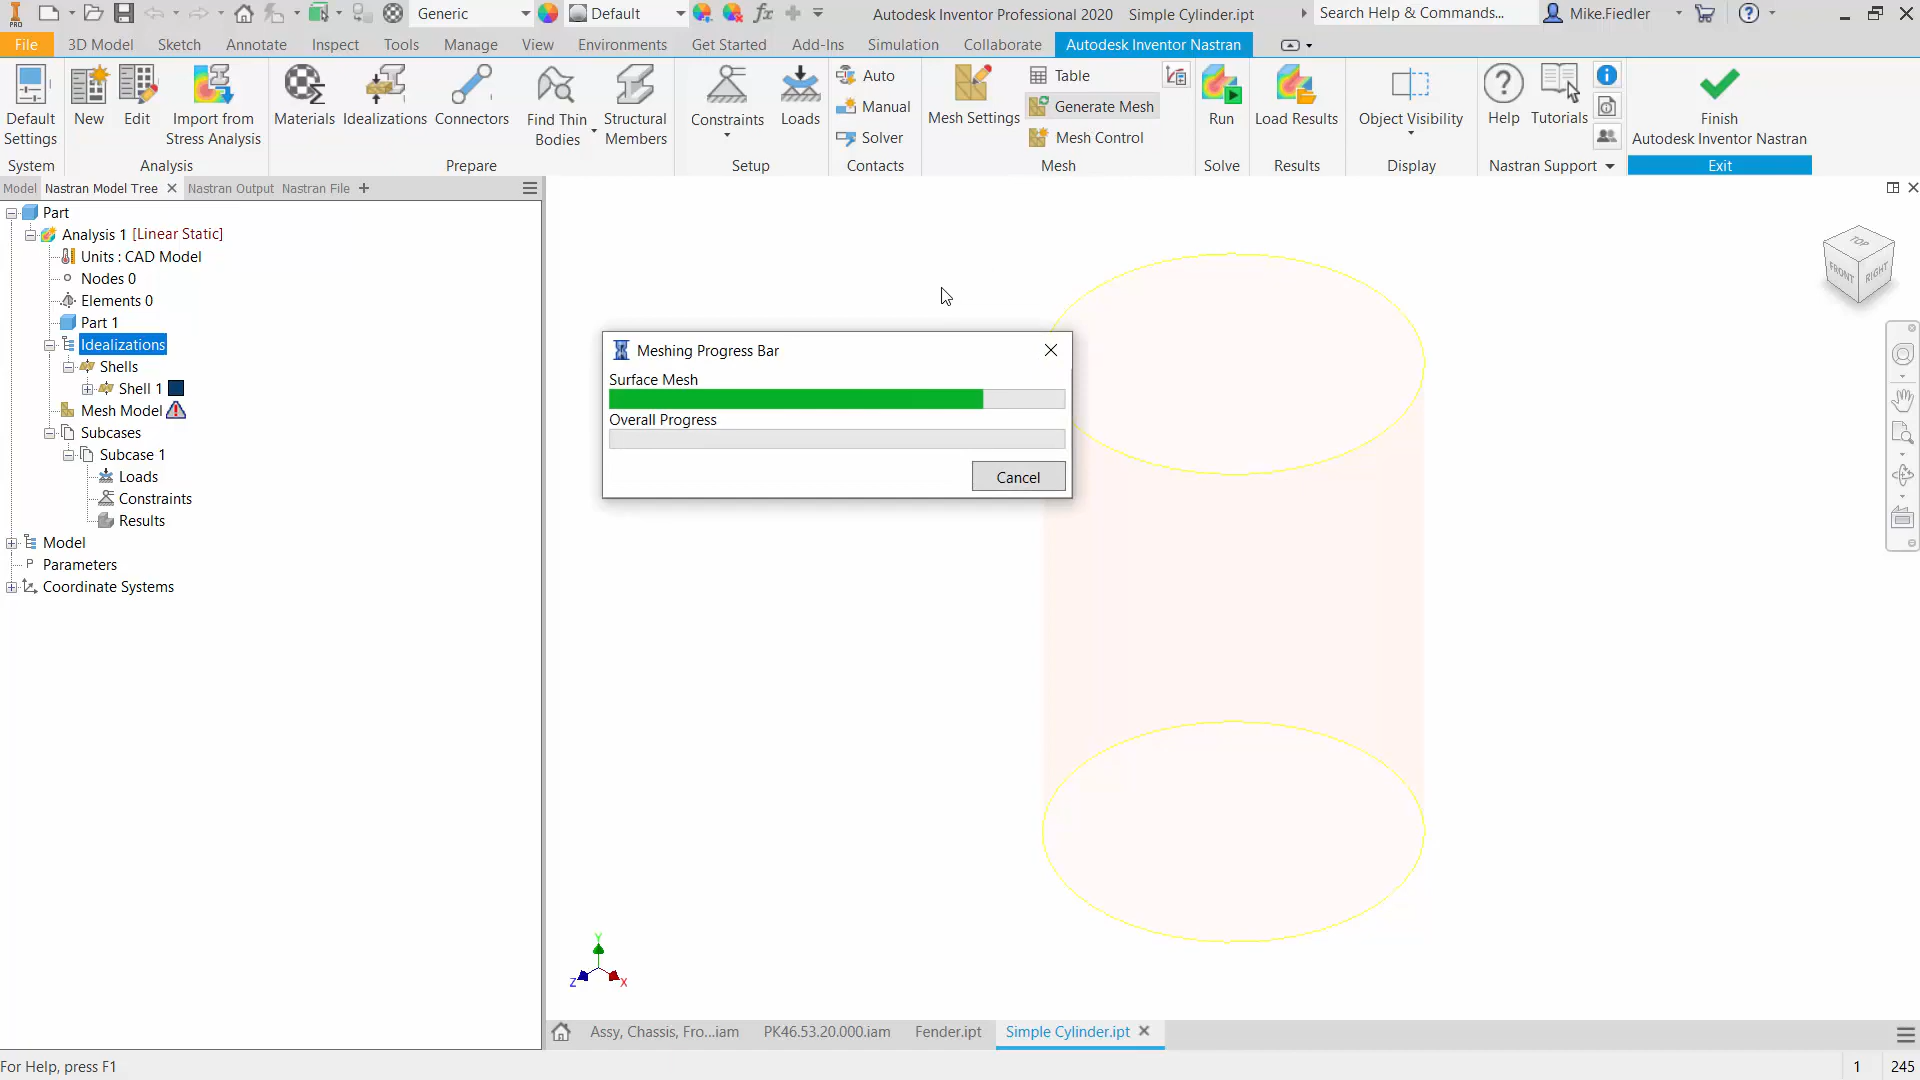 PRO
Generic
Default
fx
Autodesk Inventor Professional 2020 Simple Cylinder.ipt
Search Help & Commands...
Mike.Fiedler
File
3D Model
Sketch
Annotate
Inspect
Tools
Manage
View
Environments
Get Started
Add-Ins
Simulation
Collaborate
Autodesk Inventor Nastran
Default Settings
New
Edit
Import from Stress Analysis
Materials
Idealizations
Connectors
Find Thin Bodies
Structural Members
Constraints
Loads
Auto
Manual
Solver
Mesh Settings
Table
Generate Mesh
Mesh Control
Run
Load Results
Object Visibility
Help
Tutorials
Finish
Autodesk Inventor Nastran
System
Analysis
Prepare
Setup
Contacts
Mesh
Solve
Results
Display
Nastran Support
Exit
Model
Nastran Model Tree
Nastran Output
Nastran File
Part
Analysis 1 [Linear Static]
Units : CAD Model
Nodes 0
Elements 0
Part 1
Idealizations
Shells
Shell 1
Mesh Model
Subcases
Subcase 1
Loads
Constraints
Results
Model
P Parameters
Coordinate Systems
Meshing Progress Bar
Surface Mesh
Overall Progress
Cancel
TOP
FRONT
RIGHT
Y
Z
X
Assy, Chassis, Fro...iam
PK46.53.20.000.iam
Fender.ipt
Simple Cylinder.ipt
For Help, press F1
1
245